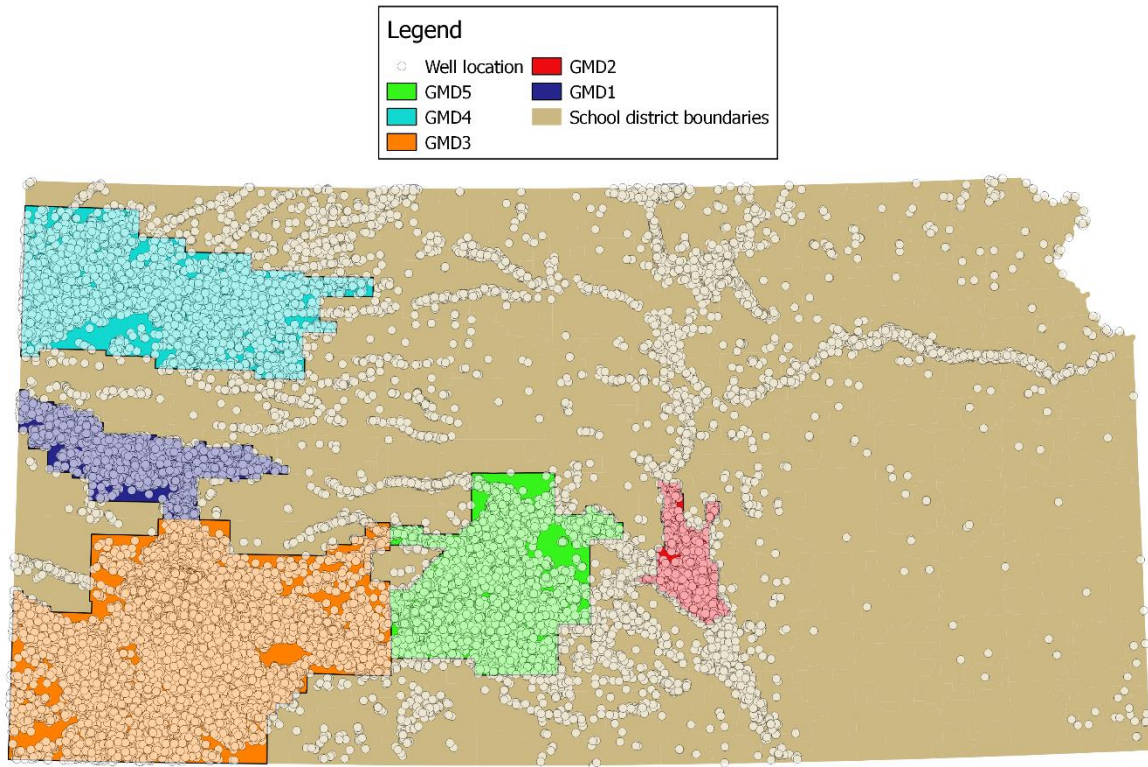 Legend
Well location
GMD2
GMD5
GMD1
GMD4
School district boundaries
GMD3